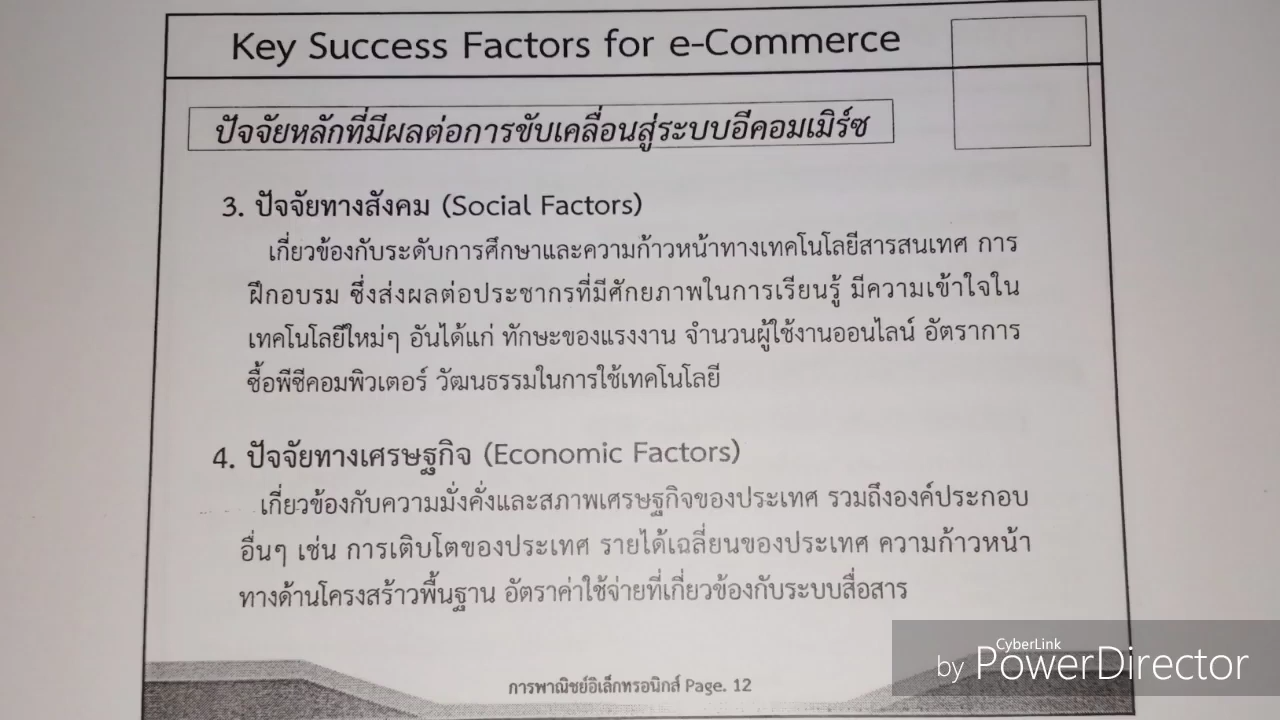 Key Success Factors for e-Commerce
ปัจจัยหลักที่มีผลต่อการขับเคลื่อนสู่ระบบอีคอมเมิร์ซ
3. ปัจจัยทางสังคม (Social Factors)
เกี่ยวข้องกับระดับการศึกษาและความก้าวหน้าทางเทคโนโลยีสารสนเทศ การ
ฝึกอบรม ซึ่งส่งผลต่อประชากรที่มีศักยภาพในการเรียนรู้ มีความเข้าใจใน
เทคโนโลยีใหม่ๆ อันได้แก่ ทักษะของแรงงาน จำนวนผู้ใช้งานออนไลน์ อัตราการ
ซื้อพีซีคอมพิวเตอร์ วัฒนธรรมในการใช้เทคโนโลยี
4. ปัจจัยทางเศรษฐกิจ (Economic Factors)
เกี่ยวข้องกับความมั่งคั่งและสภาพเศรษฐกิจของประเทศ รวมถึงองค์ประกอบ
อื่นๆ เช่น การเติบโตของประเทศ รายได้เฉลี่ยนของประเทศ ความก้าวหน้า
ทางด้านโครงสร้าวพื้นฐาน อัตราค่าใช้จ่ายที่เกี่ยวข้องกับระบบสื่อสาร
การพาณิชย์อิเล็กทรอนิกส์ Page. 12
CyberLink
by PowerDirector